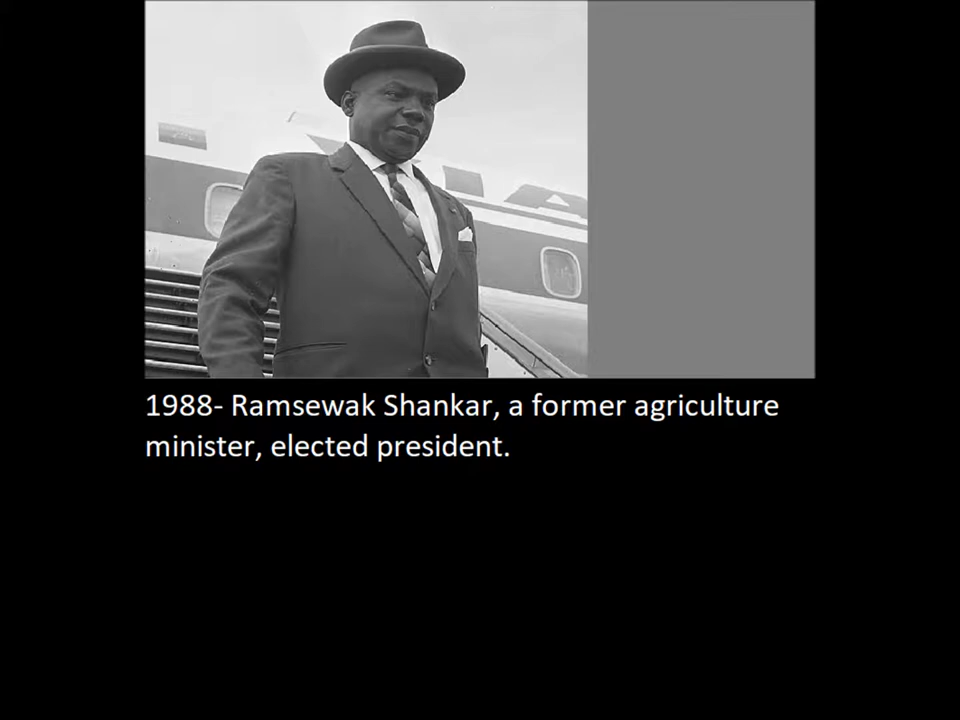 1988- Ramsewak Shankar, a former agriculture
minister, elected president.